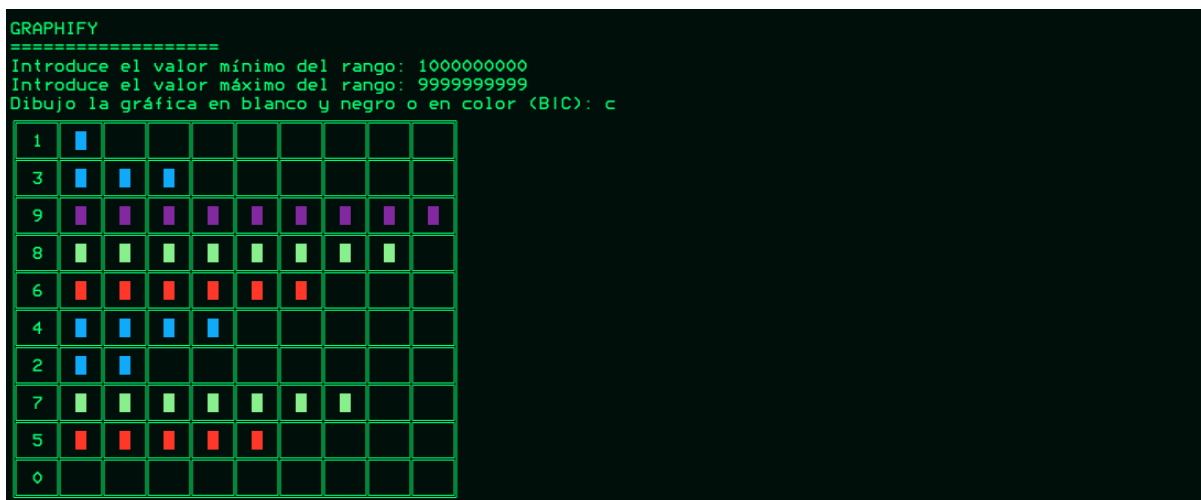 GRAPHIFY
===================
Introduce el valor mínimo del rango: 1000000000
Introduce el valor máximo del rango: 9999999999
Dibujo la gráfica en blanco y negro o en color (B|C): c
1
3
9
8
6
4
2
7
5
0